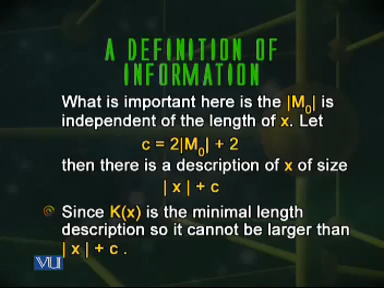 A DEFINITION OF
INFORMATION
What is important here is the |M₀| is
independent of the length of x. Let
c = 2|M₀| + 2
then there is a description of x of size
| x | + c
Since K(x) is the minimal length
description so it cannot be larger than
| x | + c .
VU